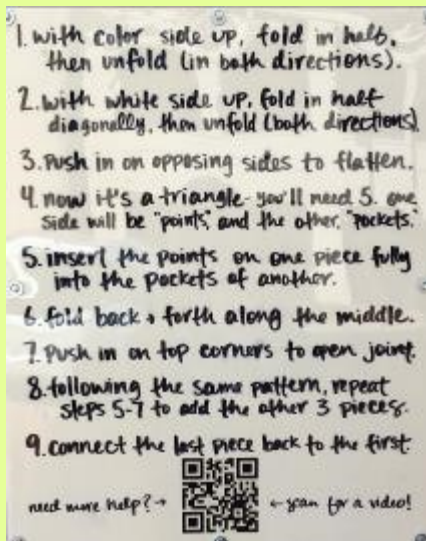 1. with color side up, fold in half,
then unfold (in both directions).
2. with white side up, fold in half
diagonally, then unfold (both directions)
3. Push in on opposing sides to flatten.
4. now it's a triangle - you'll need 5. one
side will be "points," and the other, "pockets."
5. insert the points on one piece fully
into the pockets of another.
6. fold back + forth along the middle.
7. Push in on top corners to open joint.
8. following the same pattern, repeat
steps 5-7 to add the other 3 pieces.
9. connect the last piece back to the first.
need more help? → ← scan for a video!